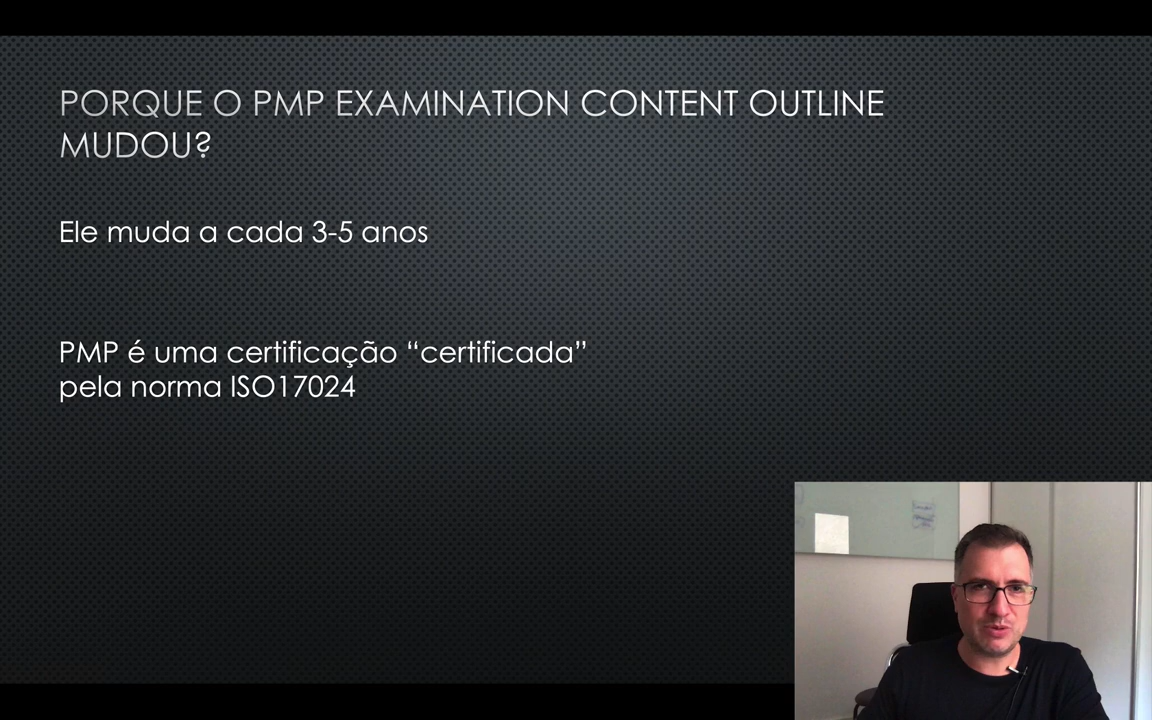 PORQUE O PMP EXAMINATION CONTENT OUTLINE
MUDOU?
Ele muda a cada 3-5 anos
PMP é uma certificação “certificada”
pela norma ISO17024